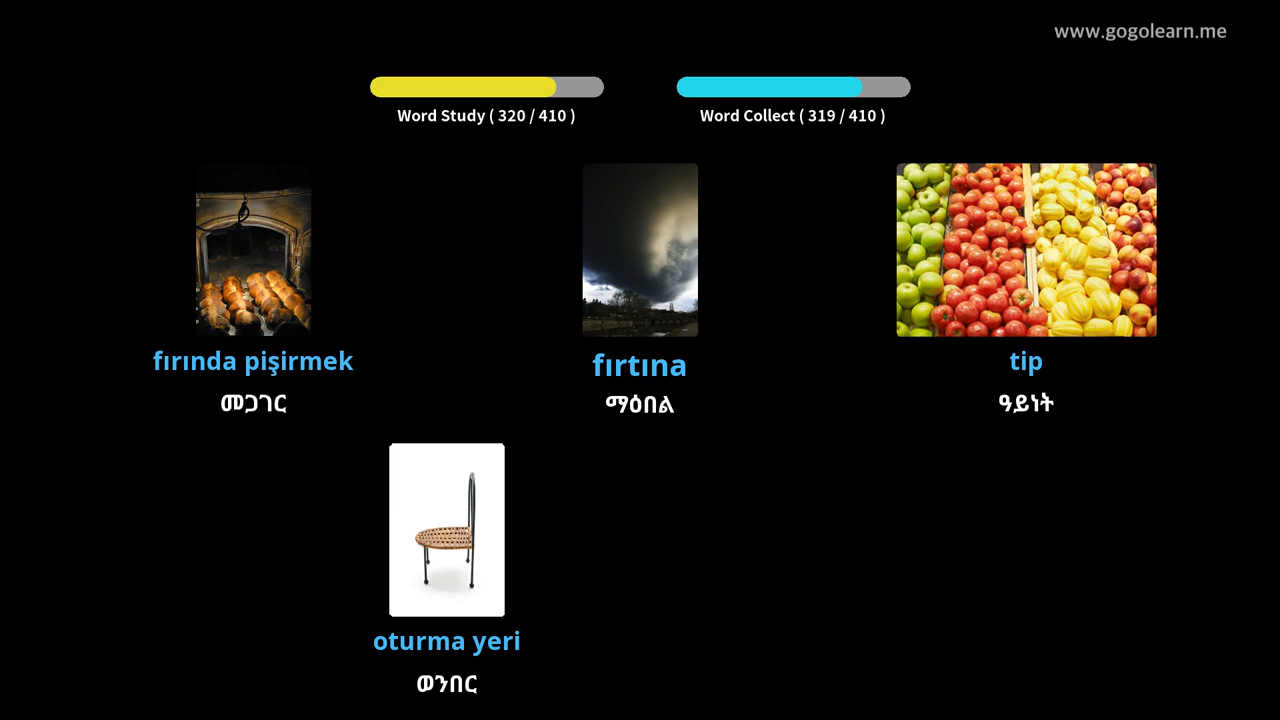 www.gogolearn.me
Word Study ( 320 / 410 )
Word Collect ( 319 / 410 )
fırında pişirmek
መጋገር
fırtına
ማዕበል
tip
ዓይነት
oturma yeri
ወንበር